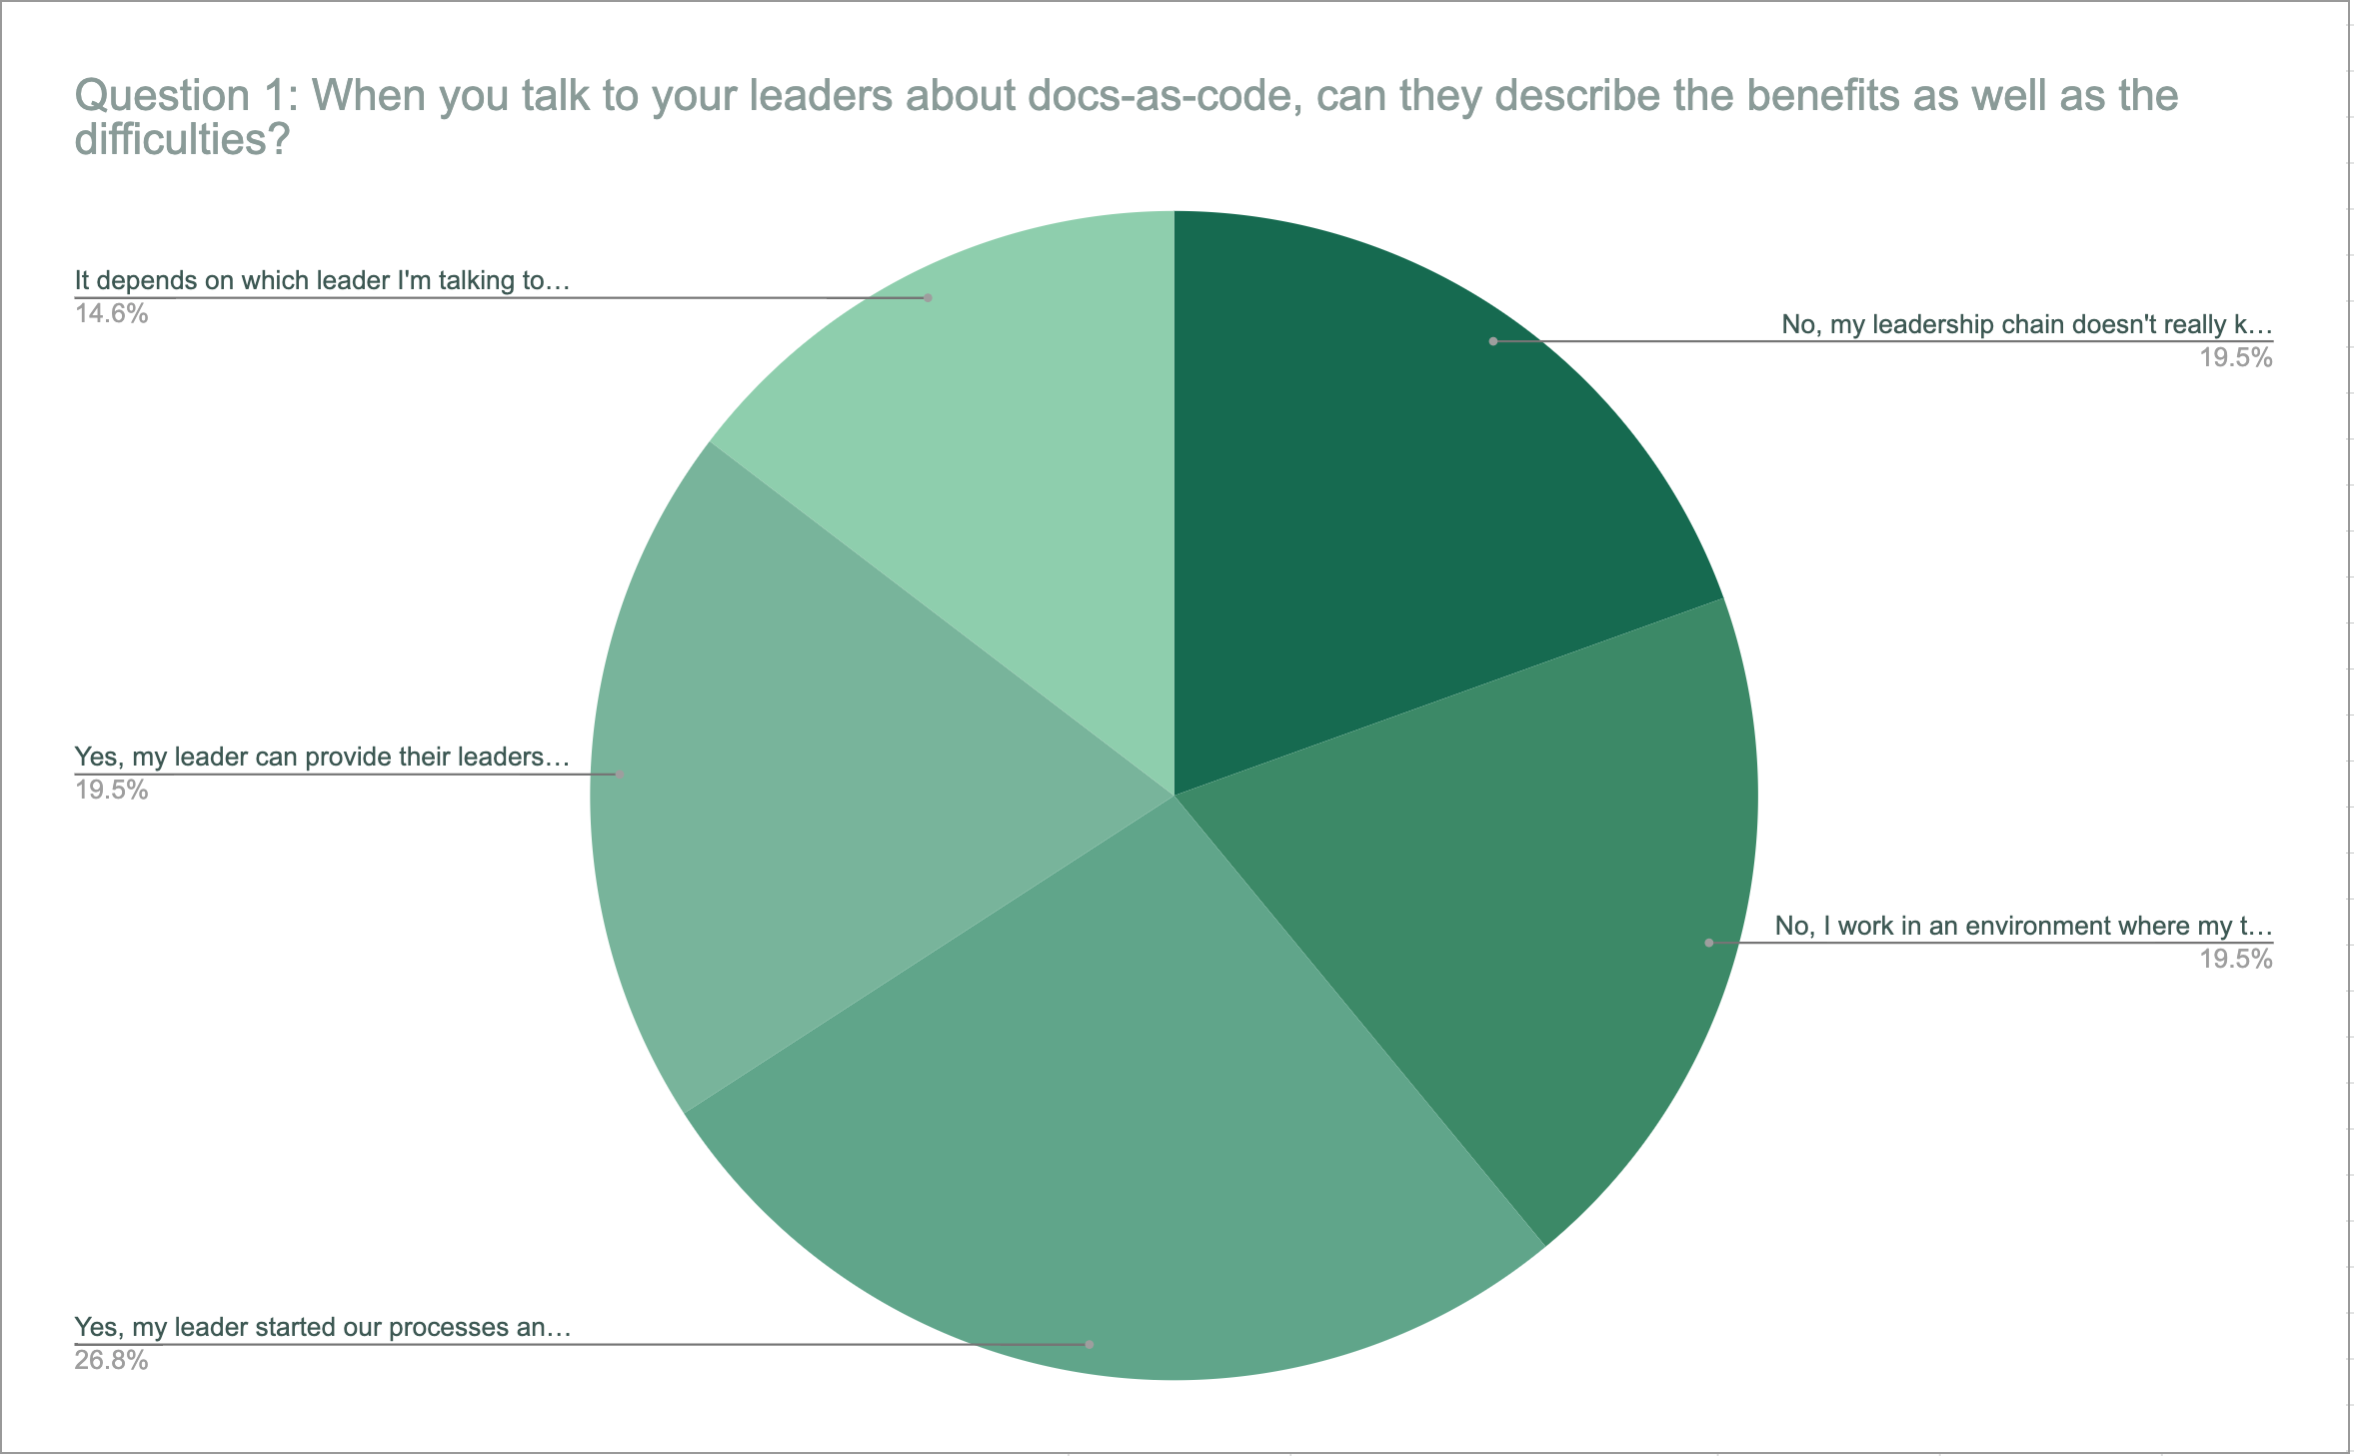 Question 1: When you talk to your leaders about docs-as-code, can they describe the benefits as well as the
difficulties?
It depends on which leader I'm talking to…
14.6%
No, my leadership chain doesn't really k…
19.5%
Yes, my leader can provide their leaders…
19.5%
No, I work in an environment where my t…
19.5%
Yes, my leader started our processes an…
26.8%